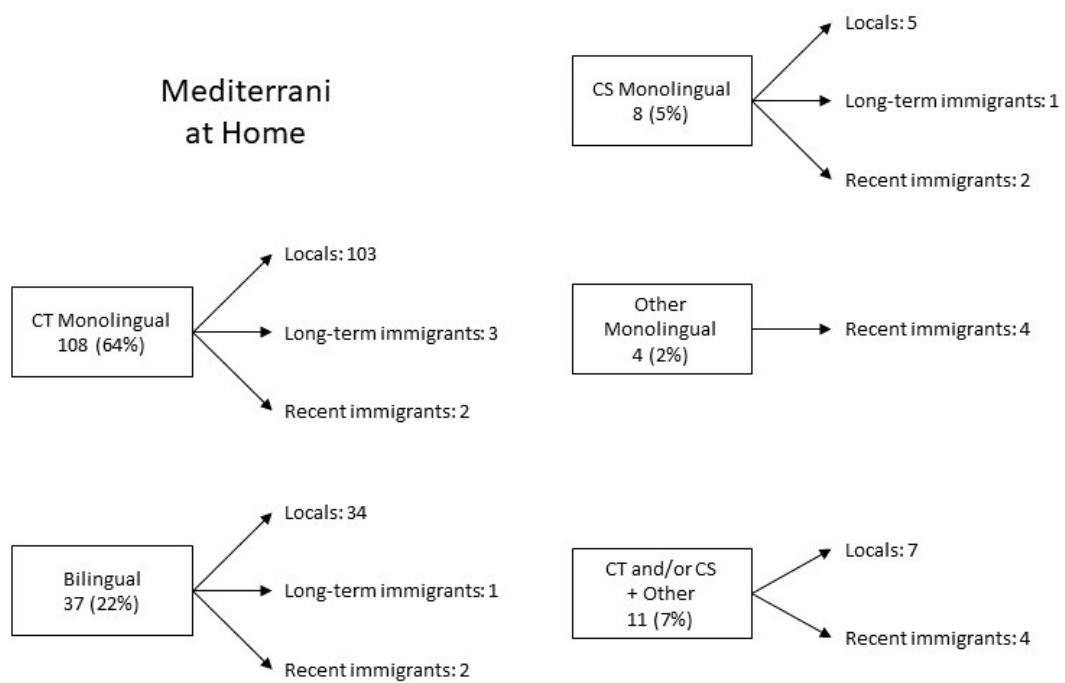 Mediterrani
at Home
CS Monolingual
8 (5%)
Locals: 5
Long-term immigrants: 1
Recent immigrants: 2
CT Monolingual
108 (64%)
Locals: 103
Long-term immigrants: 3
Recent immigrants: 2
Other
Monolingual
4 (2%)
Recent immigrants: 4
Bilingual
37 (22%)
Locals: 34
Long-term immigrants: 1
Recent immigrants: 2
CT and/or CS
+ Other
11 (7%)
Locals: 7
Recent immigrants: 4